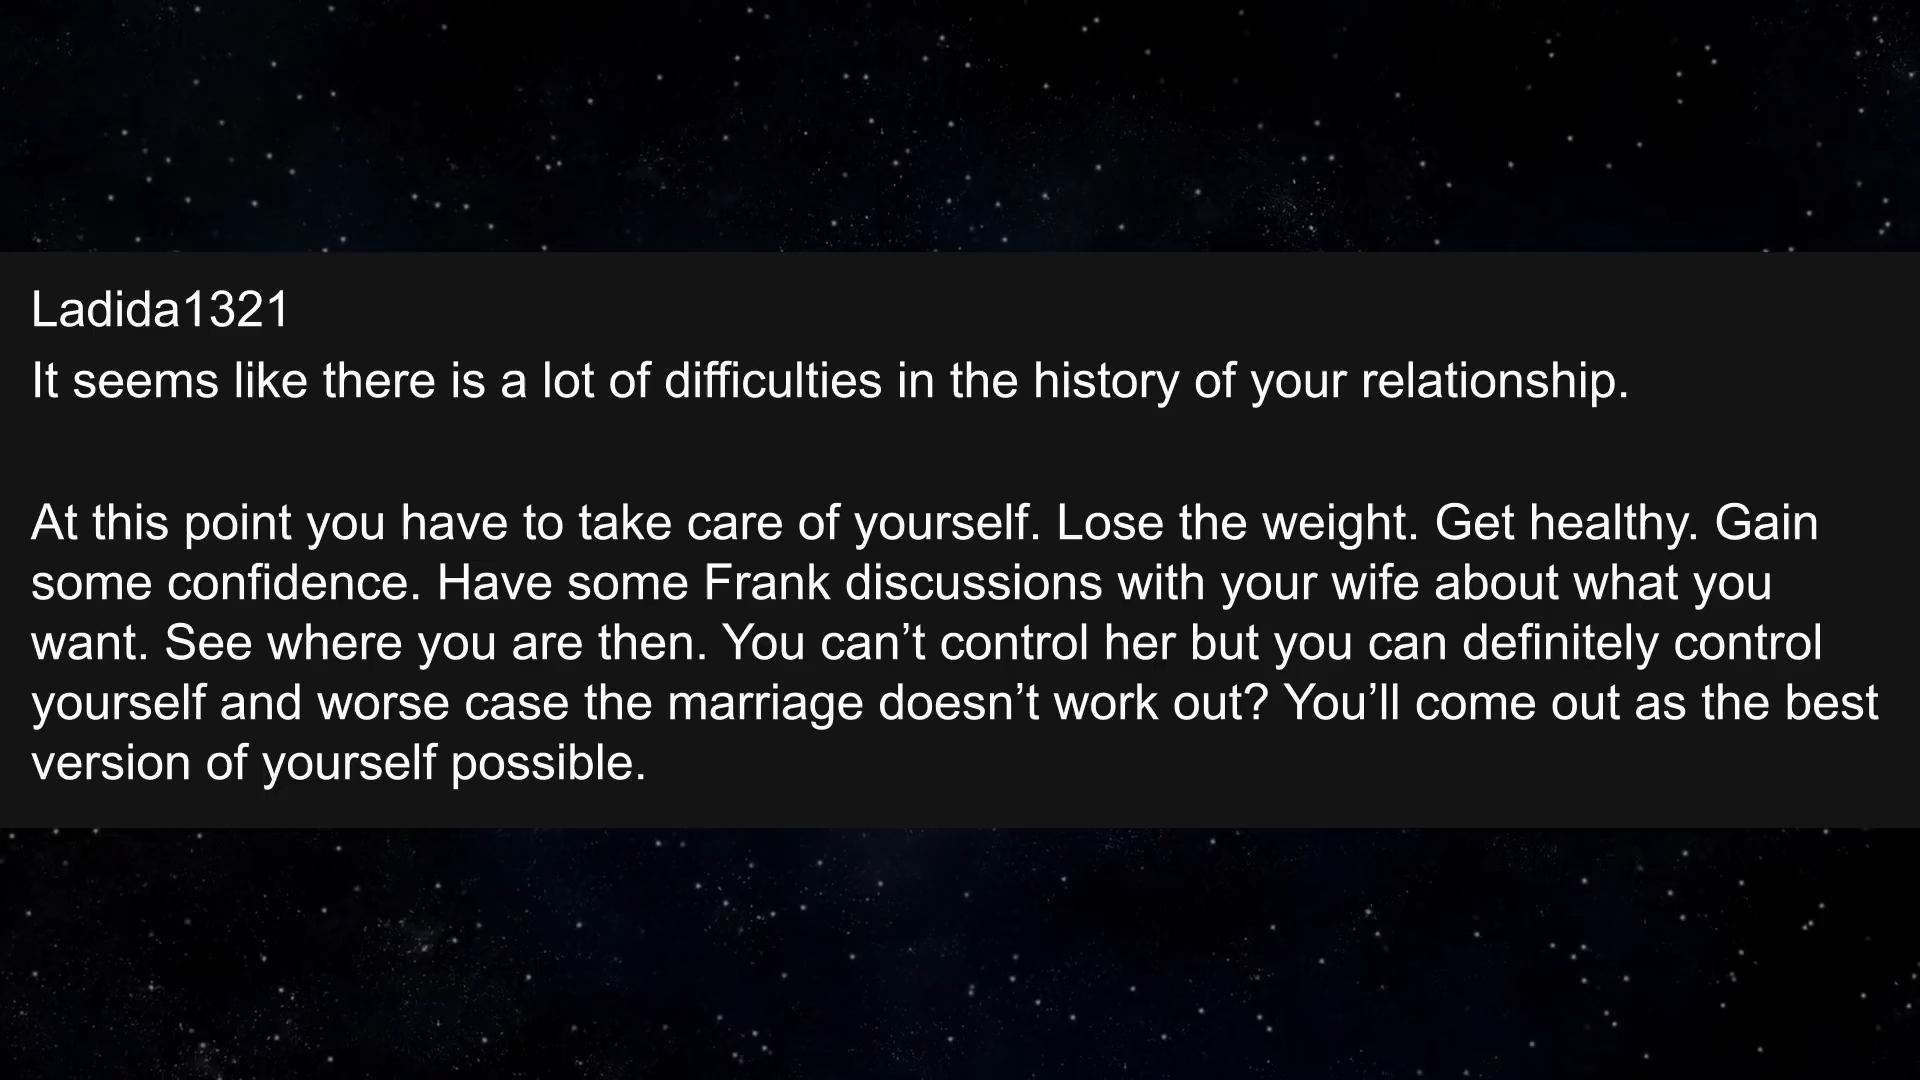 Ladida1321
It seems like there is a lot of difficulties in the history of your relationship.
At this point you have to take care of yourself. Lose the weight. Get healthy. Gain
some confidence. Have some Frank discussions with your wife about what you
want. See where you are then. You can’t control her but you can definitely control
yourself and worse case the marriage doesn’t work out? You’ll come out as the best
version of yourself possible.